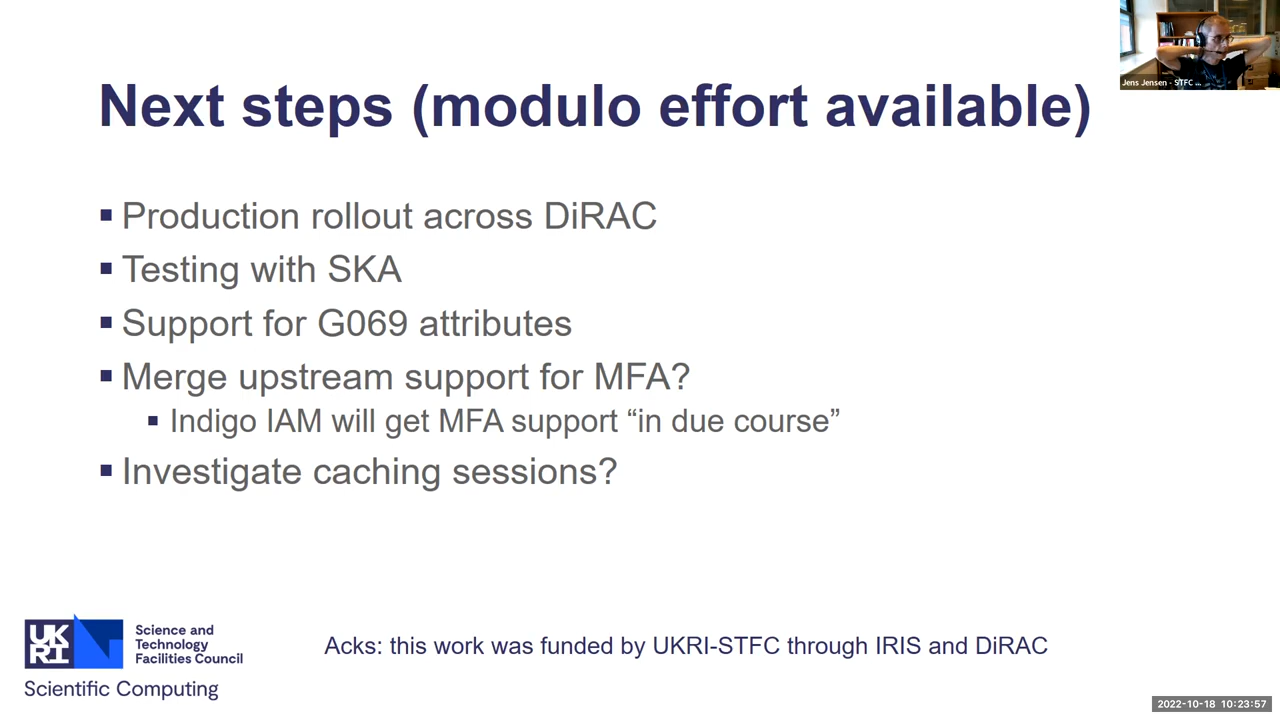 Jens Jensen - STFC ...
Next steps (modulo effort available)
Production rollout across DiRAC
Testing with SKA
Support for G069 attributes
Merge upstream support for MFA?
Indigo IAM will get MFA support “in due course”
Investigate caching sessions?
UK
RI
Science and
Technology
Facilities Council
Scientific Computing
Acks: this work was funded by UKRI-STFC through IRIS and DiRAC
2022-10-18 10:23:57